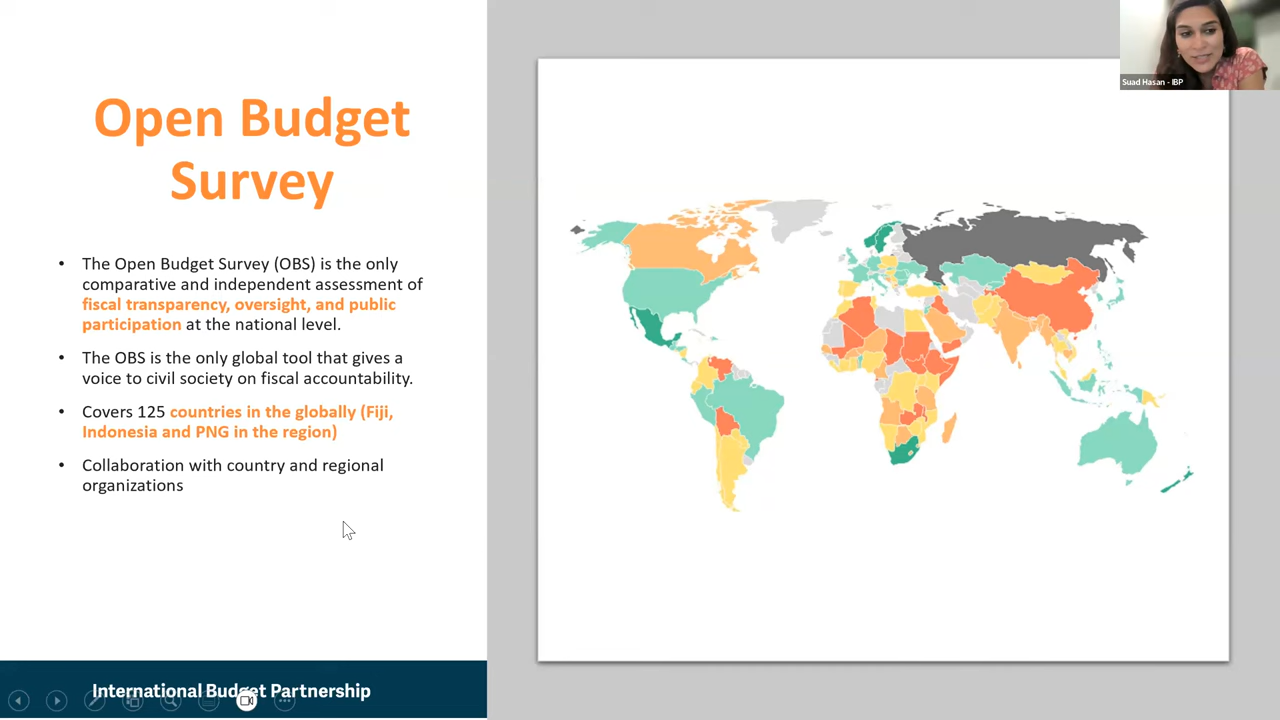 Open Budget
Survey
• The Open Budget Survey (OBS) is the only
comparative and independent assessment of
fiscal transparency, oversight, and public
participation at the national level.
• The OBS is the only global tool that gives a
voice to civil society on fiscal accountability.
• Covers 125 countries in the globally (Fiji,
Indonesia and PNG in the region)
• Collaboration with country and regional
organizations
International Budget Partnership
Suad Hasan - IBP